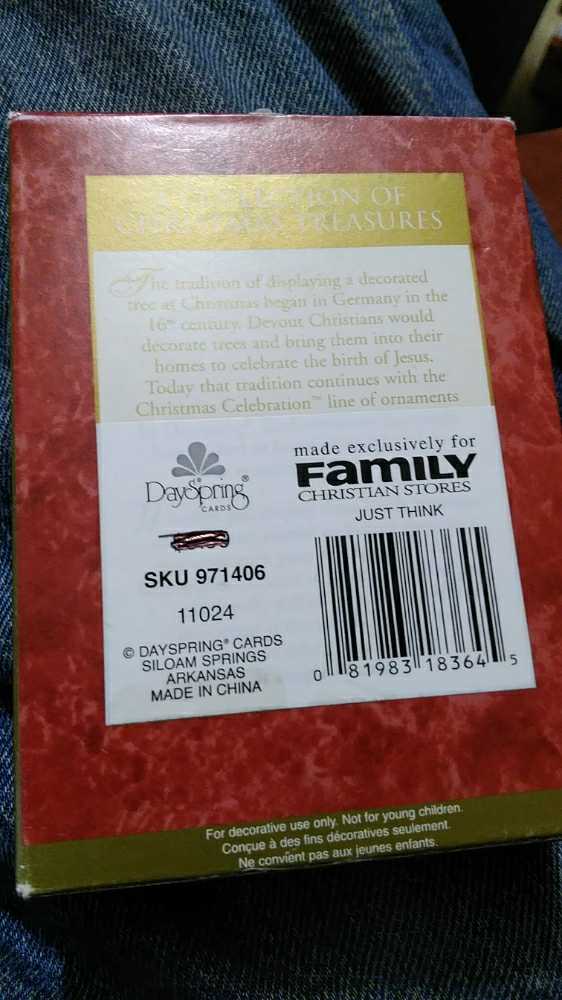 A COLLECTION OF
CHRISTMAS TREASURES
The tradition of displaying a decorated
tree at Christmas began in Germany in the
16th century. Devout Christians would
decorate trees and bring them into their
homes to celebrate the birth of Jesus.
Today that tradition continues with the
Christmas Celebration™ line of ornaments
DaySpring®
CARDS
made exclusively for
FamiLY
CHRISTIAN STORES
JUST THINK
SKU 971406
11024
© DAYSPRING® CARDS
SILOAM SPRINGS
ARKANSAS
MADE IN CHINA
0 81983 18364 5
For decorative use only. Not for young children.
Conçue à des fins décoratives seulement.
Ne convient pas aux jeunes enfants.